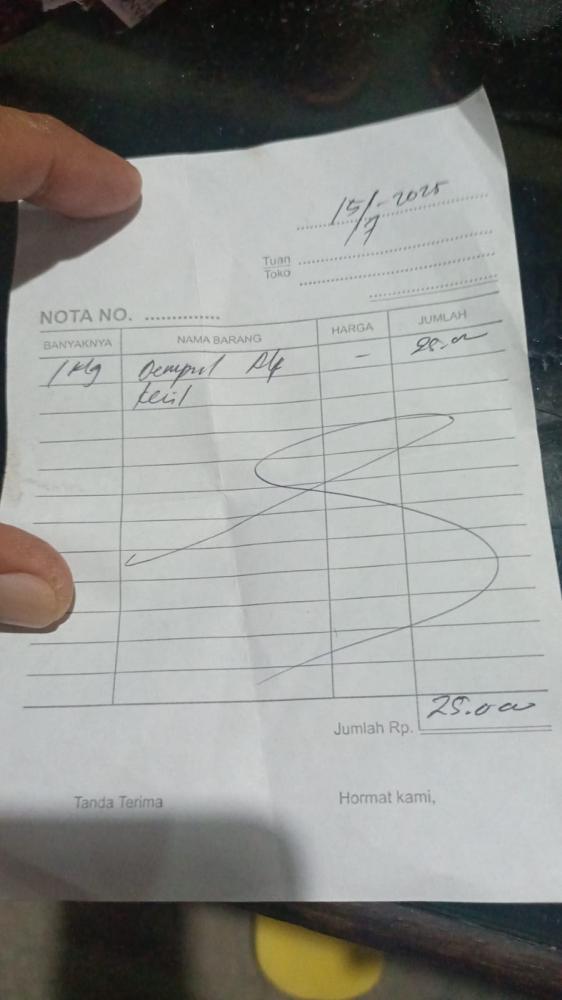 15/7-2025
Tuan
Toko
NOTA NO. ................
BANYAKNYA NAMA BARANG HARGA JUMLAH
1 Kg Dempul Alf - 25.000
kecil
Jumlah Rp. 25.000
Tanda Terima Hormat kami,